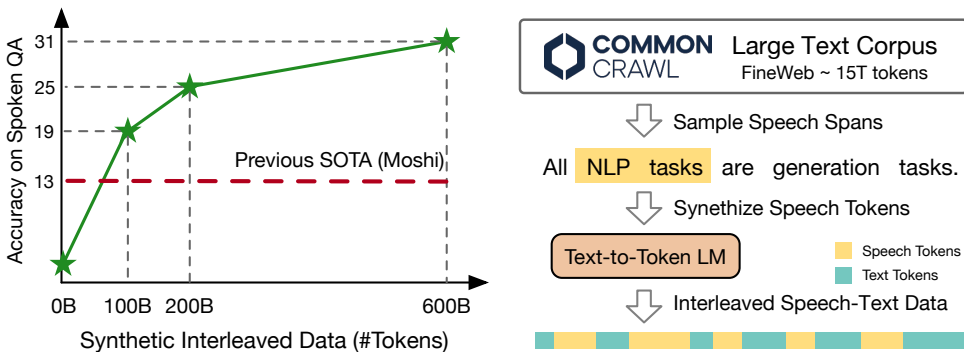 Accuracy on Spoken QA
31
25
19
13
Previous SOTA (Moshi)
0B
100B
200B
600B
Synthetic Interleaved Data (#Tokens)
COMMON
CRAWL
Large Text Corpus
FineWeb ~ 15T tokens
Sample Speech Spans
All NLP tasks are generation tasks.
Synethize Speech Tokens
Text-to-Token LM
Speech Tokens
Text Tokens
Interleaved Speech-Text Data